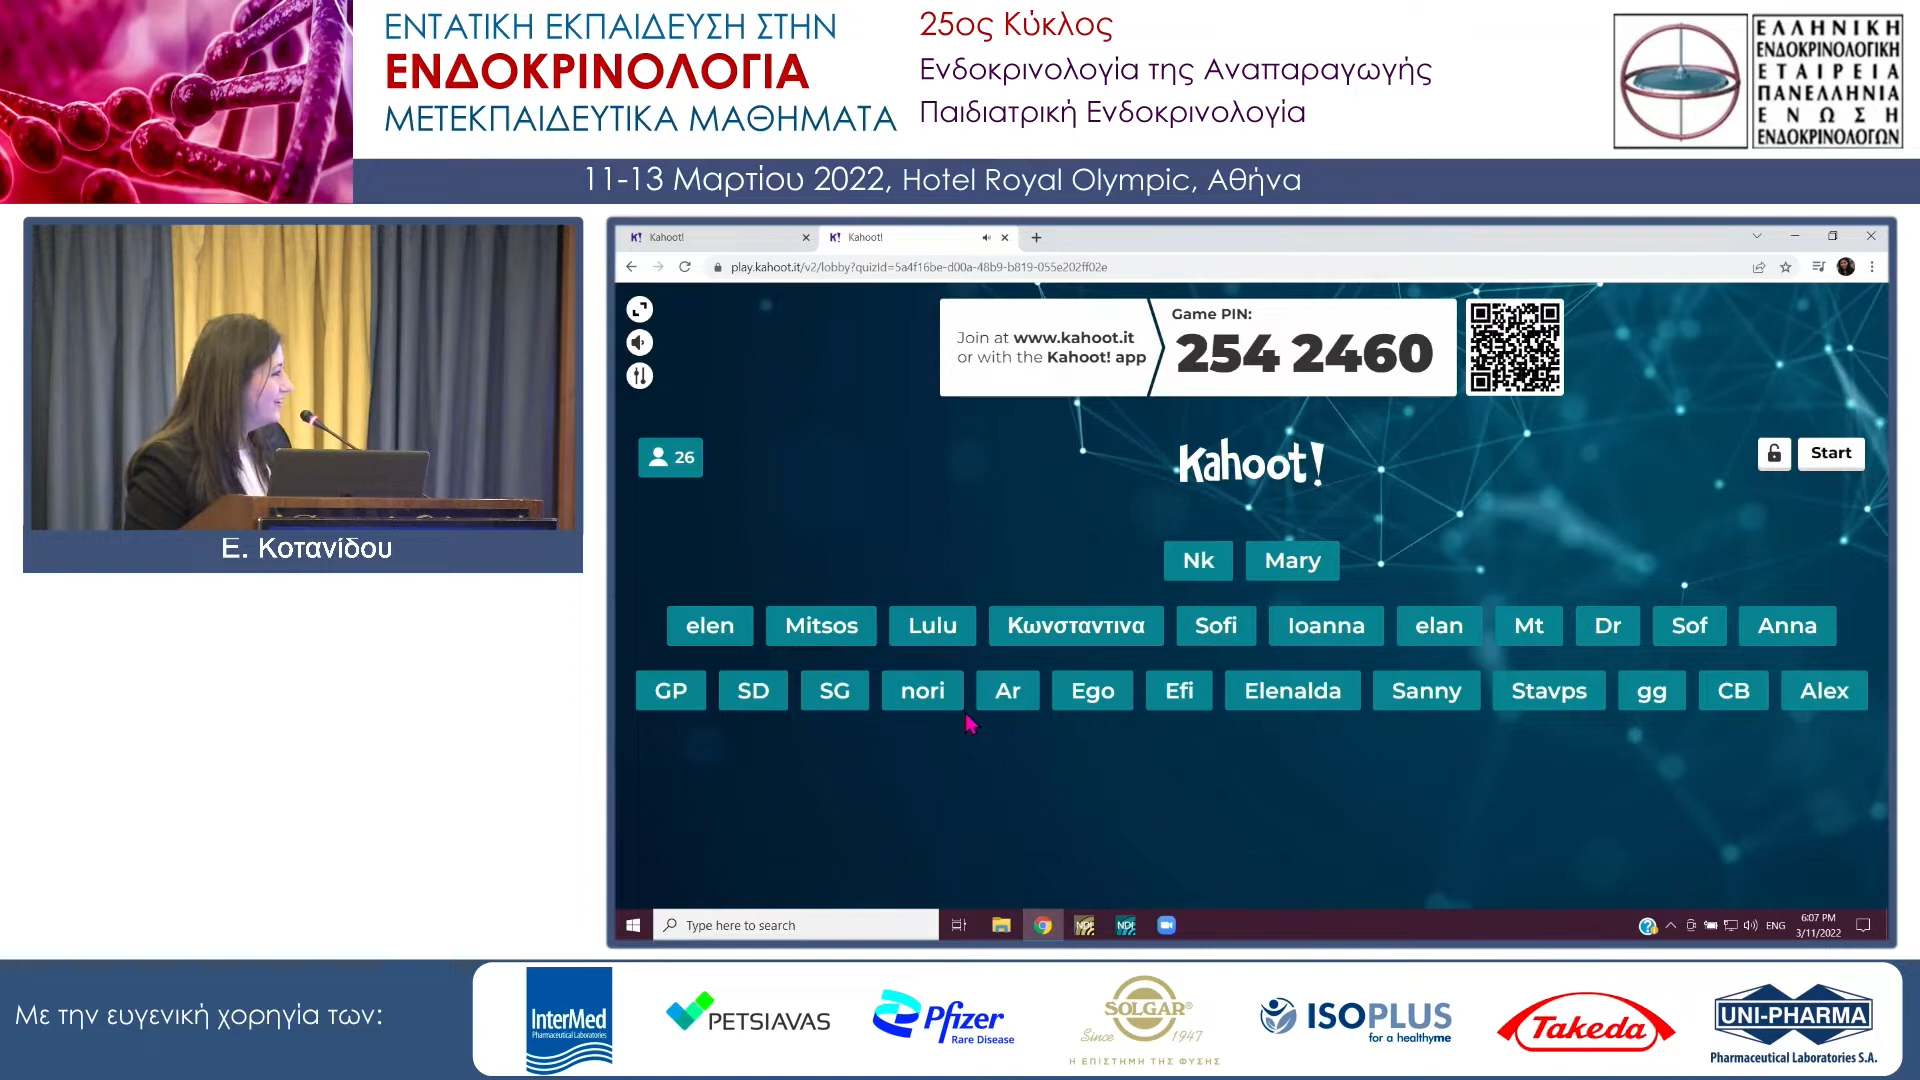 ΕΝΤΑΤΙΚΗ ΕΚΠΑΙΔΕΥΣΗ ΣΤΗΝ
ΕΝΔΟΚΡΙΝΟΛΟΓΙΑ
ΜΕΤΕΚΠΑΙΔΕΥΤΙΚΑ ΜΑΘΗΜΑΤΑ
25ος Κύκλος
Ενδοκρινολογία της Αναπαραγωγής
Παιδιατρική Ενδοκρινολογία
ΕΛΛΗΝΙΚΗ
ΕΝΔΟΚΡΙΝΟΛΟΓΙΚΗ
ΕΤΑΙΡΕΙΑ
ΠΑΝΕΛΛΗΝΙΑ
ΕΝΩΣΗ
ΕΝΔΟΚΡΙΝΟΛΟΓΩΝ
11-13 Μαρτίου 2022, Hotel Royal Olympic, Αθήνα
Ε. Κοτανίδου
K! Kahoot!
K! Kahoot!
play.kahoot.it/v2/lobby?quizId=5a4f16be-d00a-48b9-b819-055e202ff02e
Join at www.kahoot.it
or with the Kahoot! app
Game PIN:
254 2460
26
Kahoot!
Start
Nk Mary
elen Mitsos Lulu Κωνσταντινα Sofi Ioanna elan Mt Dr Sof Anna
GP SD SG nori Ar Ego Efi Elenalda Sanny Stavps gg CB Alex
Type here to search
NDI
NDI
ENG
6:07 PM
3/11/2022
Με την ευγενική χορηγία των:
InterMed
Pharmaceutical Laboratories
PETSIAVAS
Pfizer
Rare Disease
SOLGAR®
Since 1947
Η ΕΠΙΣΤΗΜΗ ΤΗΣ ΦΥΣΗΣ
ISOPLUS
for a healthyme
Takeda
UNI-PHARMA
Pharmaceutical Laboratories S.A.